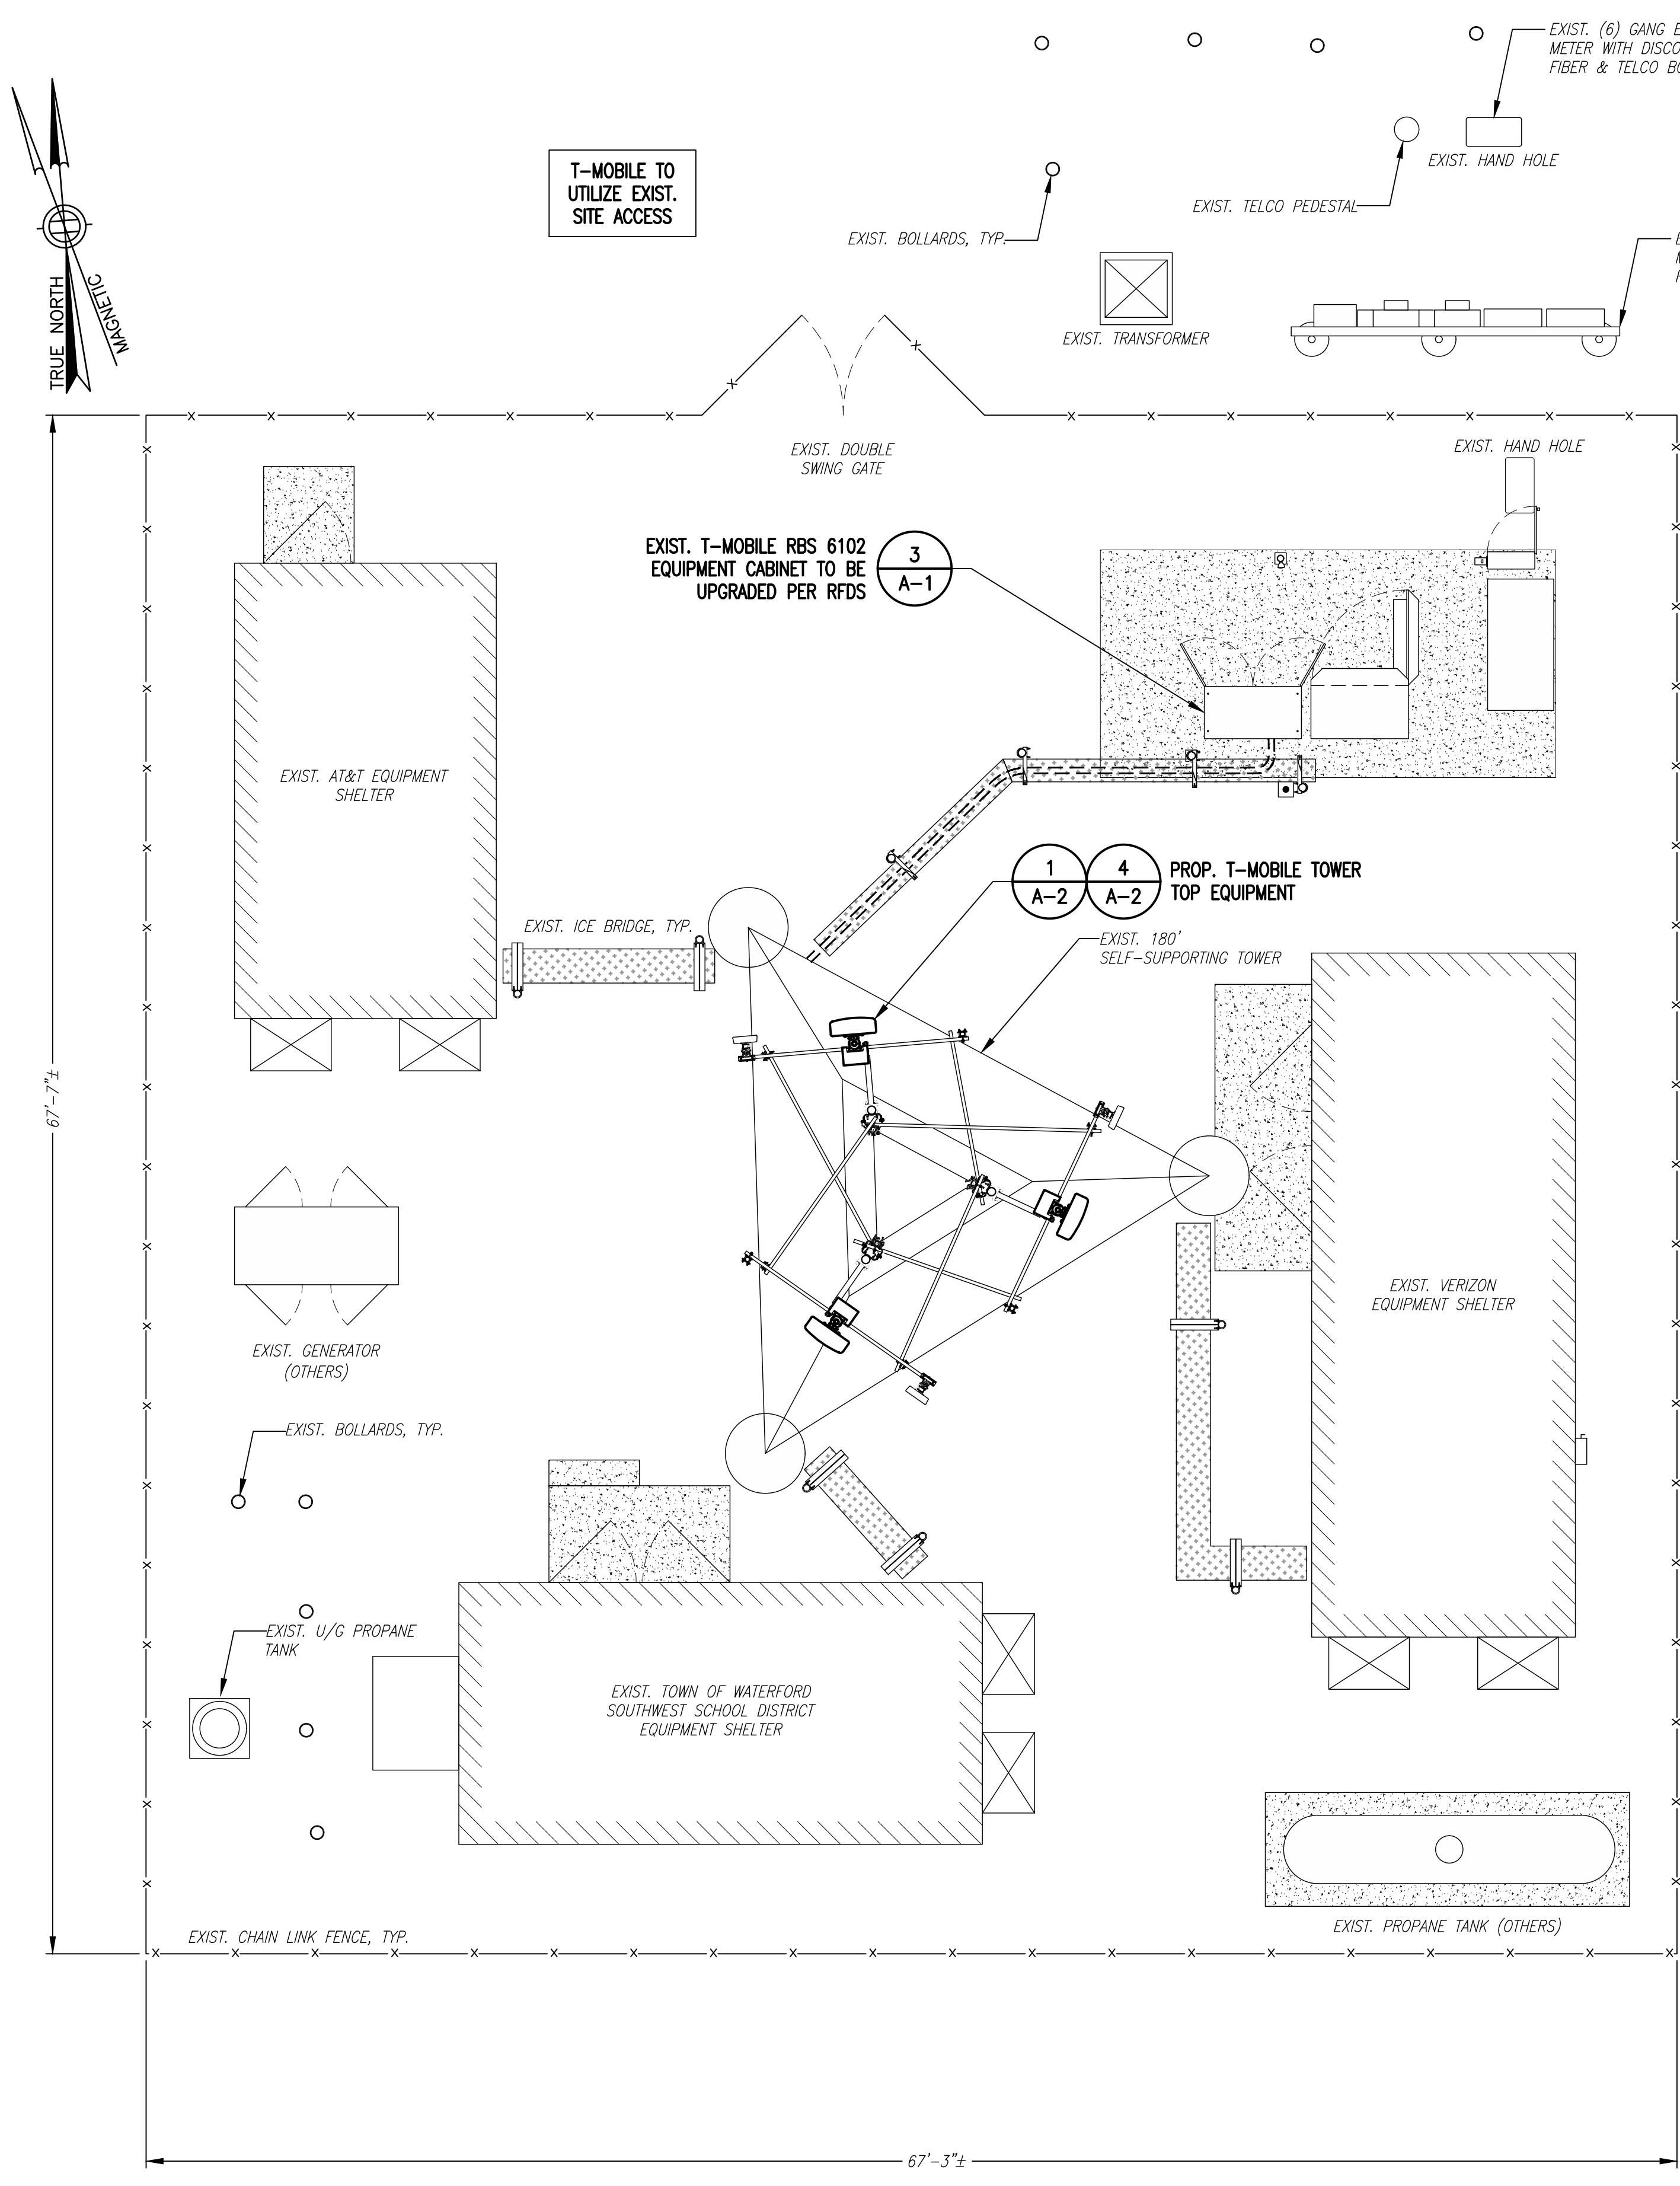 EXIST. (6) GANG
METER WITH
FIBER & TELCO
EXIST. HAND HOLE
EXIST. TELCO PEDESTAL
T-MOBILE TO
UTILIZE EXIST.
SITE ACCESS
EXIST. BOLLARDS, TYP.
EXIST. TRANSFORMER
TRUE NORTH
MAGNETIC
EXIST. DOUBLE
SWING GATE
EXIST. HAND HOLE
EXIST. T-MOBILE RBS 6102
EQUIPMENT CABINET TO BE
UPGRADED PER RFDS
3
A-1
EXIST. AT&T EQUIPMENT
SHELTER
1
A-2
4
A-2
PROP. T-MOBILE TOWER
TOP EQUIPMENT
EXIST. ICE BRIDGE, TYP.
EXIST. 180'
SELF-SUPPORTING TOWER
67'-7"±
EXIST. VERIZON
EQUIPMENT SHELTER
EXIST. GENERATOR
(OTHERS)
EXIST. BOLLARDS, TYP.
EXIST. U/G PROPANE
TANK
EXIST. TOWN OF WATERFORD
SOUTHWEST SCHOOL DISTRICT
EQUIPMENT SHELTER
EXIST. PROPANE TANK (OTHERS)
EXIST. CHAIN LINK FENCE, TYP.
67'-3"±